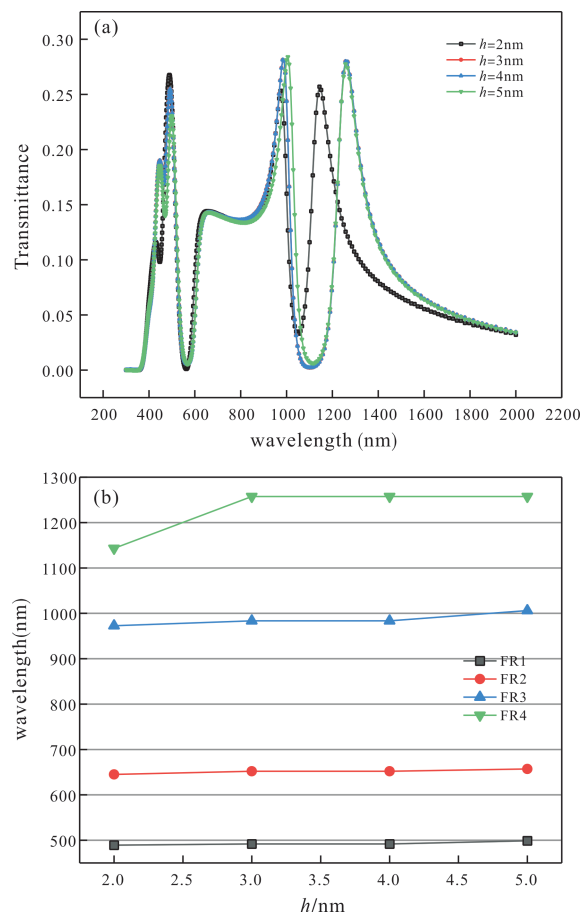 (a)
h=2nm
h=3nm
h=4nm
h=5nm
0.30
0.25
0.20
0.15
0.10
0.05
0.00
Transmittance
200 400 600 800 1000 1200 1400 1600 1800 2000 2200
wavelength (nm)
(b)
1300
1200
1100
1000
900
800
700
600
500
wavelength(nm)
FR1
FR2
FR3
FR4
2.0 2.5 3.0 3.5 4.0 4.5 5.0
h/nm